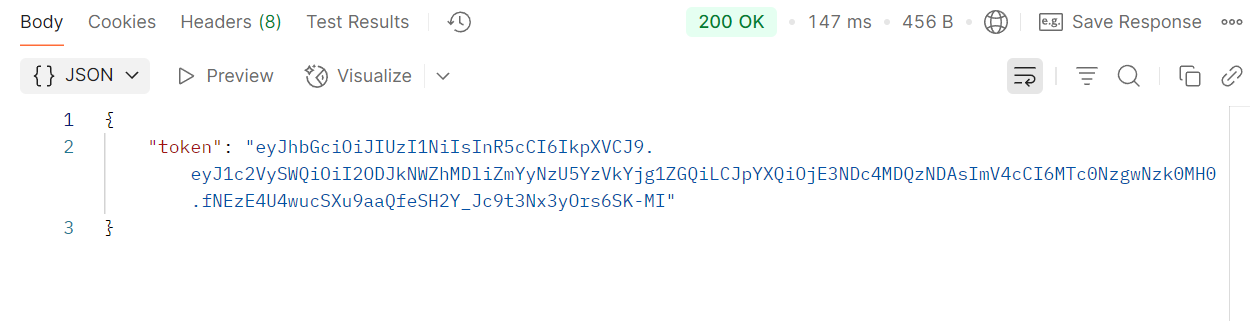 Body Cookies Headers (8) Test Results 200 OK • 147 ms • 456 B • e.g. Save Response
{} JSON Preview Visualize
1 {
2 "token": "eyJhbGciOiJIUzI1NiIsInR5cCI6IkpXVCJ9.
eyJ1c2VySWQiOiI2ODJkNWZhMDliZmYyNzU5YzVkYjg1ZGQiLCJpYXQiOjE3NDc4MDQzNDAsImV4cCI6MTc0NzgwNzk0MH0
.fNEzE4U4wucSXu9aaQfeSH2Y_Jc9t3Nx3yOrs6SK-MI"
3 }